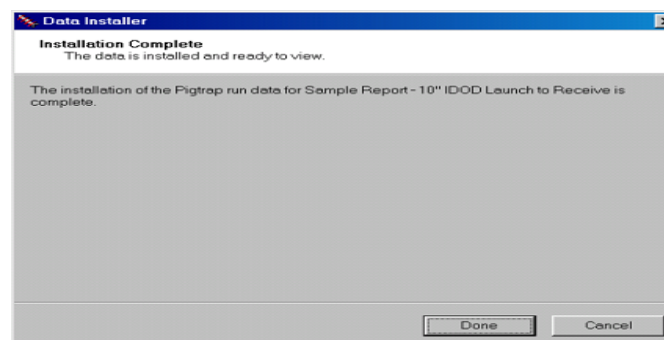 Data Installer
Installation Complete
The data is installed and ready to view.
The installation of the Pigtrap run data for Sample Report - 10" IDOD Launch to Receive is
complete.
Done
Cancel